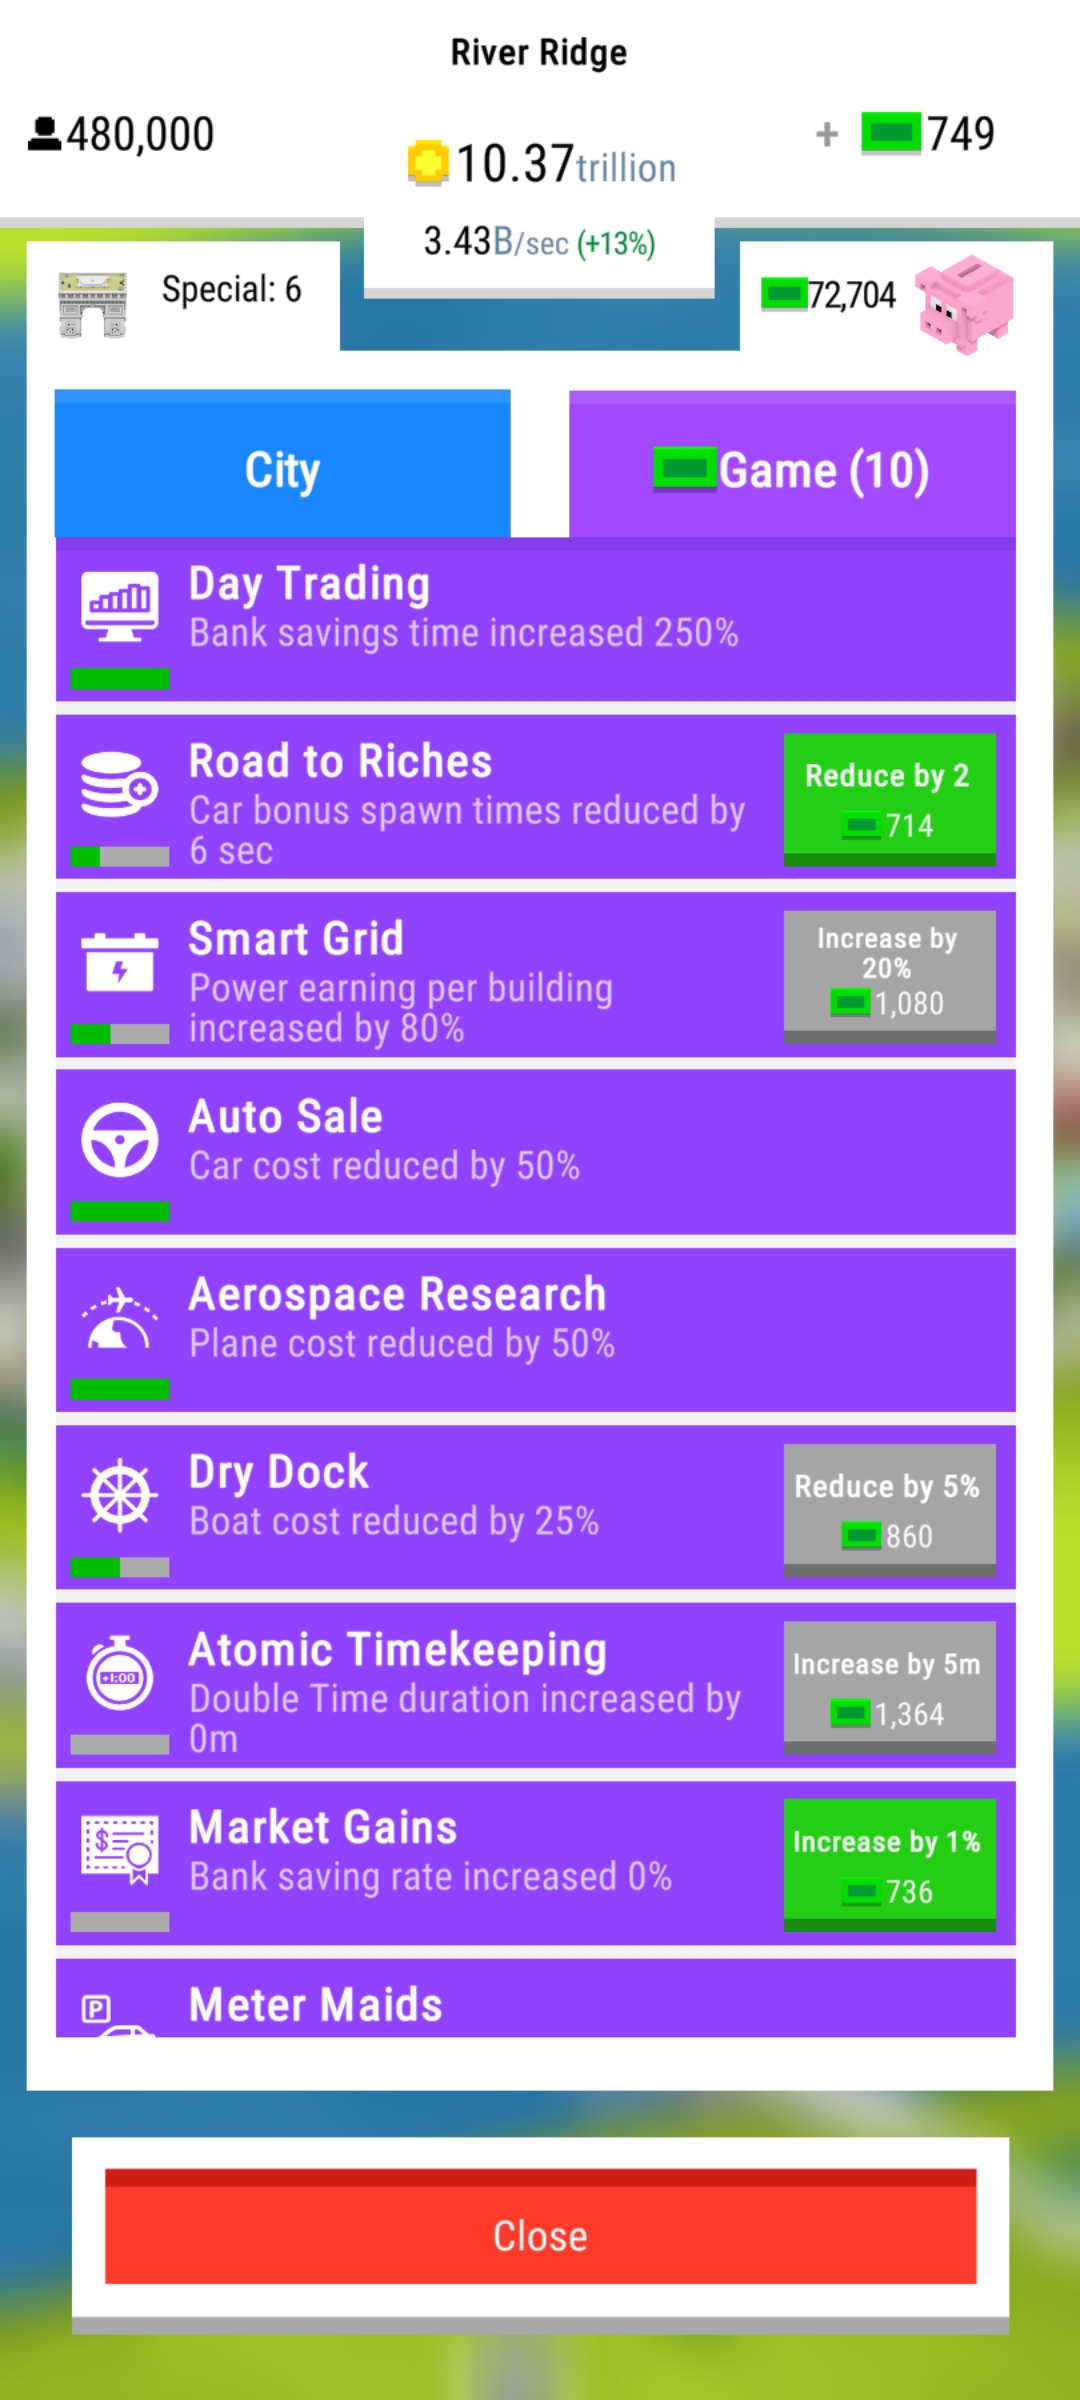 River Ridge
480,000
10.37trillion
+ 749
3.43B/sec (+13%)
Special: 6
72,704
City
Game (10)
Day Trading
Bank savings time increased 250%
Road to Riches
Car bonus spawn times reduced by
6 sec
Reduce by 2
714
Smart Grid
Power earning per building
increased by 80%
Increase by
20%
1,080
Auto Sale
Car cost reduced by 50%
Aerospace Research
Plane cost reduced by 50%
Dry Dock
Boat cost reduced by 25%
Reduce by 5%
860
+1:00
Atomic Timekeeping
Double Time duration increased by
0m
Increase by 5m
1,364
$
Market Gains
Bank saving rate increased 0%
Increase by 1%
736
P
Meter Maids
Close